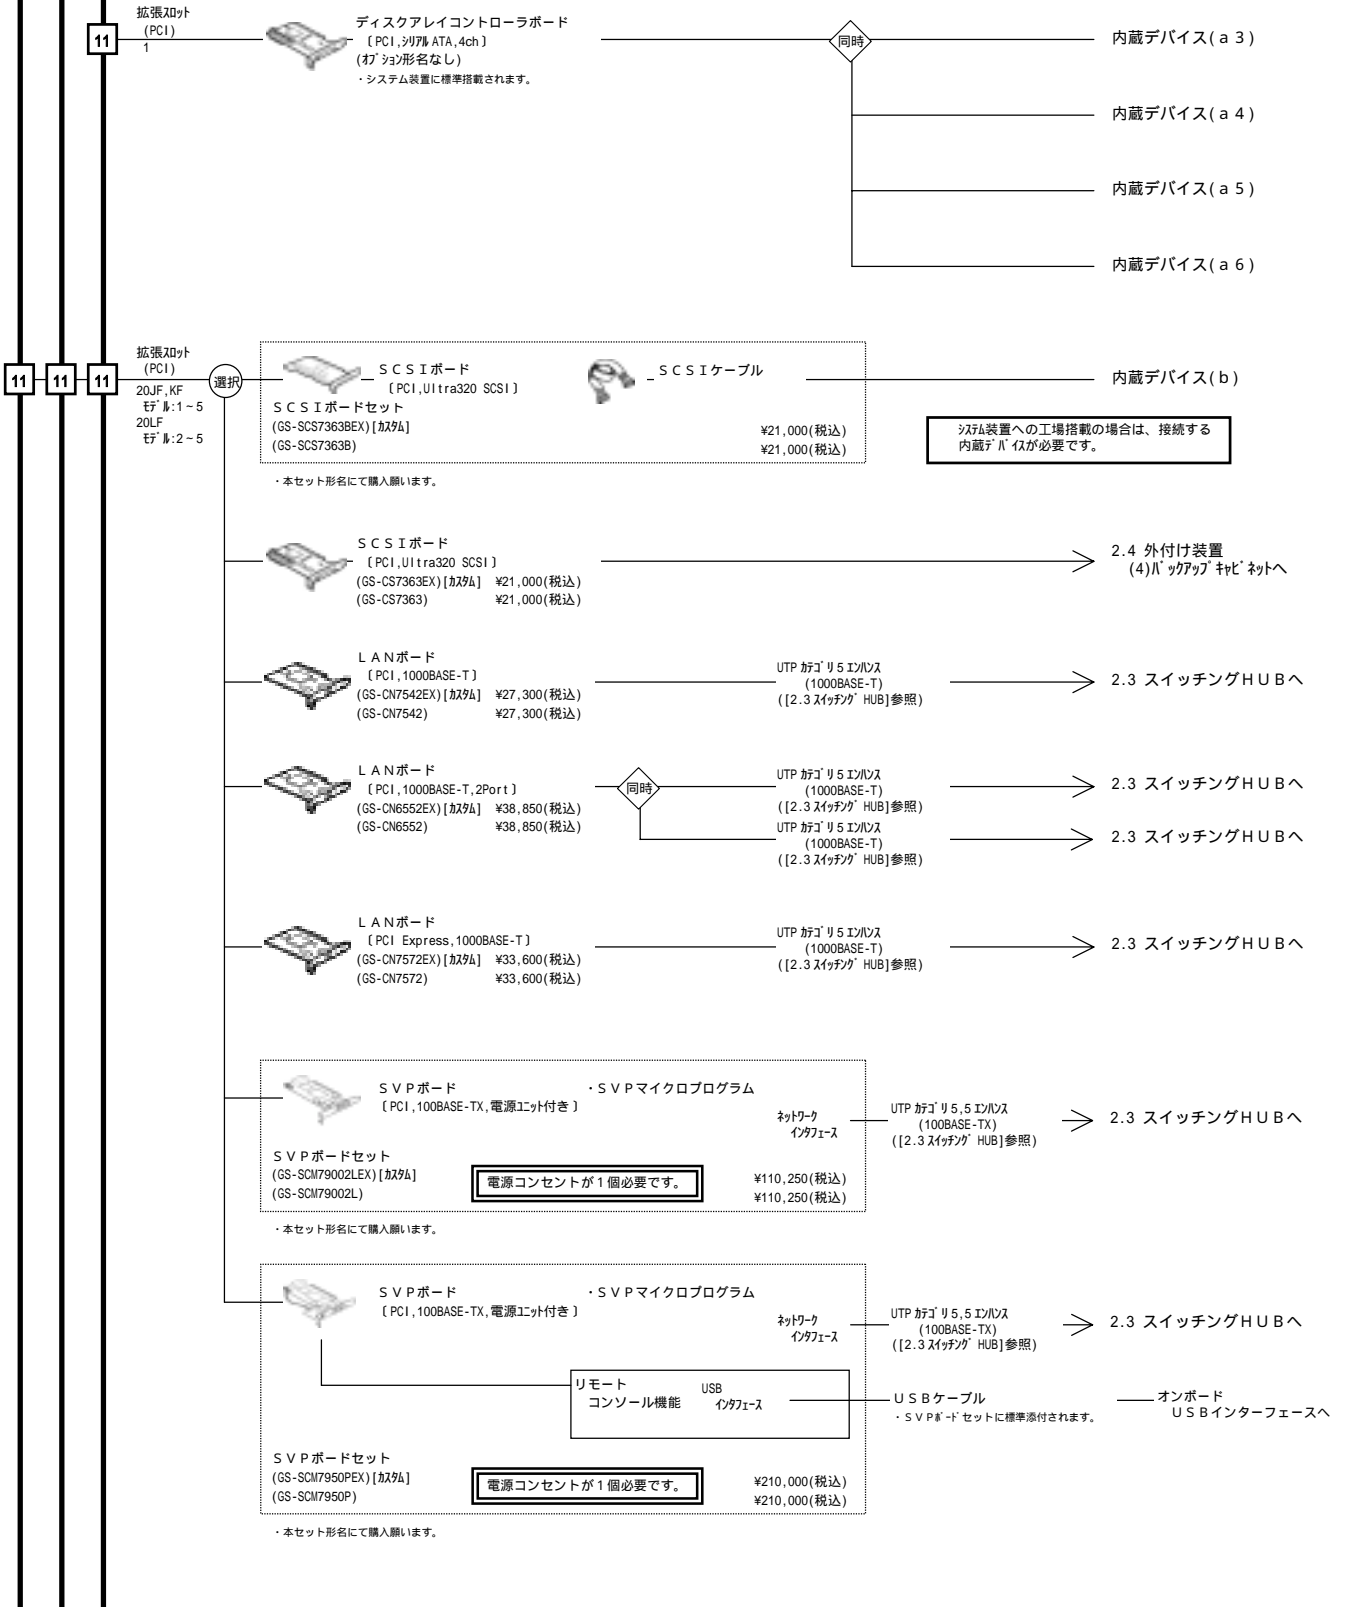 拡張ｽﾛｯﾄ
(PCI)
1
11
ディスクアレイコントローラボード
〔PCI,ｼﾘｱﾙ ATA,4ch〕
(ｵﾌﾟｼｮﾝ形名なし)
・システム装置に標準搭載されます。
同時
内蔵デバイス(ａ３)
内蔵デバイス(ａ４)
内蔵デバイス(ａ５)
内蔵デバイス(ａ６)
11 11 11
拡張ｽﾛｯﾄ
(PCI)
20JF,KF
ﾓﾃﾞﾙ:1~5
20LF
ﾓﾃﾞﾙ:2~5
選択
ＳＣＳＩボード
〔PCI,Ultra320 SCSI〕
ＳＣＳＩケーブル
内蔵デバイス(ｂ)
ＳＣＳＩボードセット
(GS-SCS7363BEX)[ｶｽﾀﾑ] ¥21,000(税込)
(GS-SCS7363B) ¥21,000(税込)
ｼｽﾃﾑ装置への工場搭載の場合は、接続する
内蔵ﾃﾞﾊﾞｲｽが必要です。
・本セット形名にて購入願います。
ＳＣＳＩボード
〔PCI,Ultra320 SCSI〕
(GS-CS7363EX)[ｶｽﾀﾑ] ¥21,000(税込)
(GS-CS7363) ¥21,000(税込)
2.4 外付け装置
(4)ﾊﾞｯｸｱｯﾌﾟｷｬﾋﾞﾈｯﾄへ
ＬＡＮボード
〔PCI,1000BASE-T〕
(GS-CN7542EX)[ｶｽﾀﾑ] ¥27,300(税込)
(GS-CN7542) ¥27,300(税込)
UTP ｶﾃｺﾞﾘ 5 ｴﾝﾊﾝｽ
(1000BASE-T)
([2.3 ｽｲｯﾁﾝｸﾞ HUB]参照)
2.3 スイッチングＨＵＢへ
ＬＡＮボード
〔PCI,1000BASE-T,2Port〕
(GS-CN6552EX)[ｶｽﾀﾑ] ¥38,850(税込)
(GS-CN6552) ¥38,850(税込)
同時
UTP ｶﾃｺﾞﾘ 5 ｴﾝﾊﾝｽ
(1000BASE-T)
([2.3 ｽｲｯﾁﾝｸﾞ HUB]参照)
2.3 スイッチングＨＵＢへ
UTP ｶﾃｺﾞﾘ 5 ｴﾝﾊﾝｽ
(1000BASE-T)
([2.3 ｽｲｯﾁﾝｸﾞ HUB]参照)
2.3 スイッチングＨＵＢへ
ＬＡＮボード
〔PCI Express,1000BASE-T〕
(GS-CN7572EX)[ｶｽﾀﾑ] ¥33,600(税込)
(GS-CN7572) ¥33,600(税込)
UTP ｶﾃｺﾞﾘ 5 ｴﾝﾊﾝｽ
(1000BASE-T)
([2.3 ｽｲｯﾁﾝｸﾞ HUB]参照)
2.3 スイッチングＨＵＢへ
ＳＶＰボード
〔PCI,100BASE-TX,電源ﾕﾆｯﾄ付き〕
・ＳＶＰマイクロプログラム
ﾈｯﾄﾜｰｸ
ｲﾝﾀﾌｪｰｽ
UTP ｶﾃｺﾞﾘ 5,5 ｴﾝﾊﾝｽ
(100BASE-TX)
([2.3 ｽｲｯﾁﾝｸﾞ HUB]参照)
2.3 スイッチングＨＵＢへ
ＳＶＰボードセット
(GS-SCM79002LEX)[ｶｽﾀﾑ] ¥110,250(税込)
(GS-SCM79002L) ¥110,250(税込)
電源コンセントが１個必要です。
・本セット形名にて購入願います。
ＳＶＰボード
〔PCI,100BASE-TX,電源ﾕﾆｯﾄ付き〕
・ＳＶＰマイクロプログラム
ﾈｯﾄﾜｰｸ
ｲﾝﾀﾌｪｰｽ
UTP ｶﾃｺﾞﾘ 5,5 ｴﾝﾊﾝｽ
(100BASE-TX)
([2.3 ｽｲｯﾁﾝｸﾞ HUB]参照)
2.3 スイッチングＨＵＢへ
リモート
コンソール機能
USB
ｲﾝﾀﾌｪｰｽ
ＵＳＢケーブル
・ＳＶＰﾎﾞｰﾄﾞセットに標準添付されます。
オンボード
ＵＳＢインターフェースへ
ＳＶＰボードセット
(GS-SCM7950PEX)[ｶｽﾀﾑ] ¥210,000(税込)
(GS-SCM7950P) ¥210,000(税込)
電源コンセントが１個必要です。
・本セット形名にて購入願います。